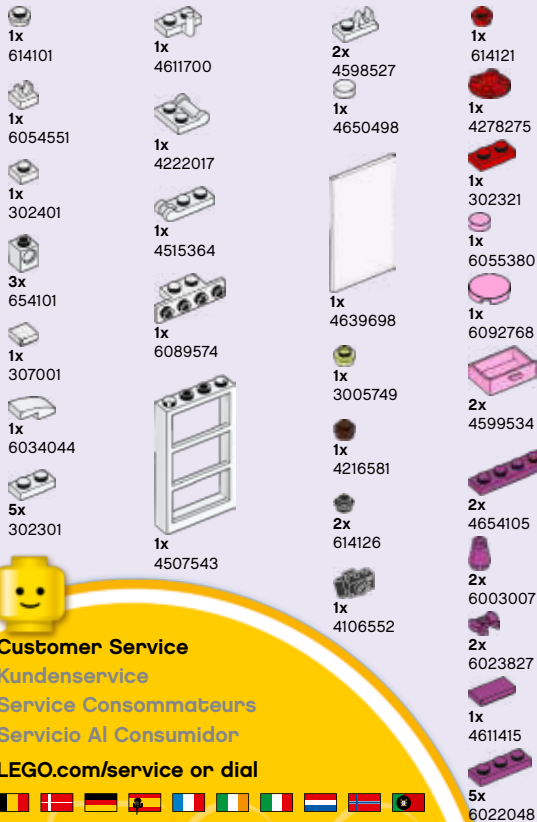 1x
614101
1x
6054551
1x
302401
3x
654101
1x
307001
1x
6034044
5x
302301
1x
4611700
1x
4222017
1x
4515364
1x
6089574
1x
4507543
2x
4598527
1x
4650498
1x
4639698
1x
3005749
1x
4216581
2x
614126
1x
4106552
1x
614121
1x
4278275
1x
302321
1x
6055380
1x
6092768
2x
4599534
2x
4654105
2x
6003007
2x
6023827
1x
4611415
5x
6022048
Customer Service
Kundenservice
Service Consommateurs
Servicio Al Consumidor
LEGO.com/service or dial